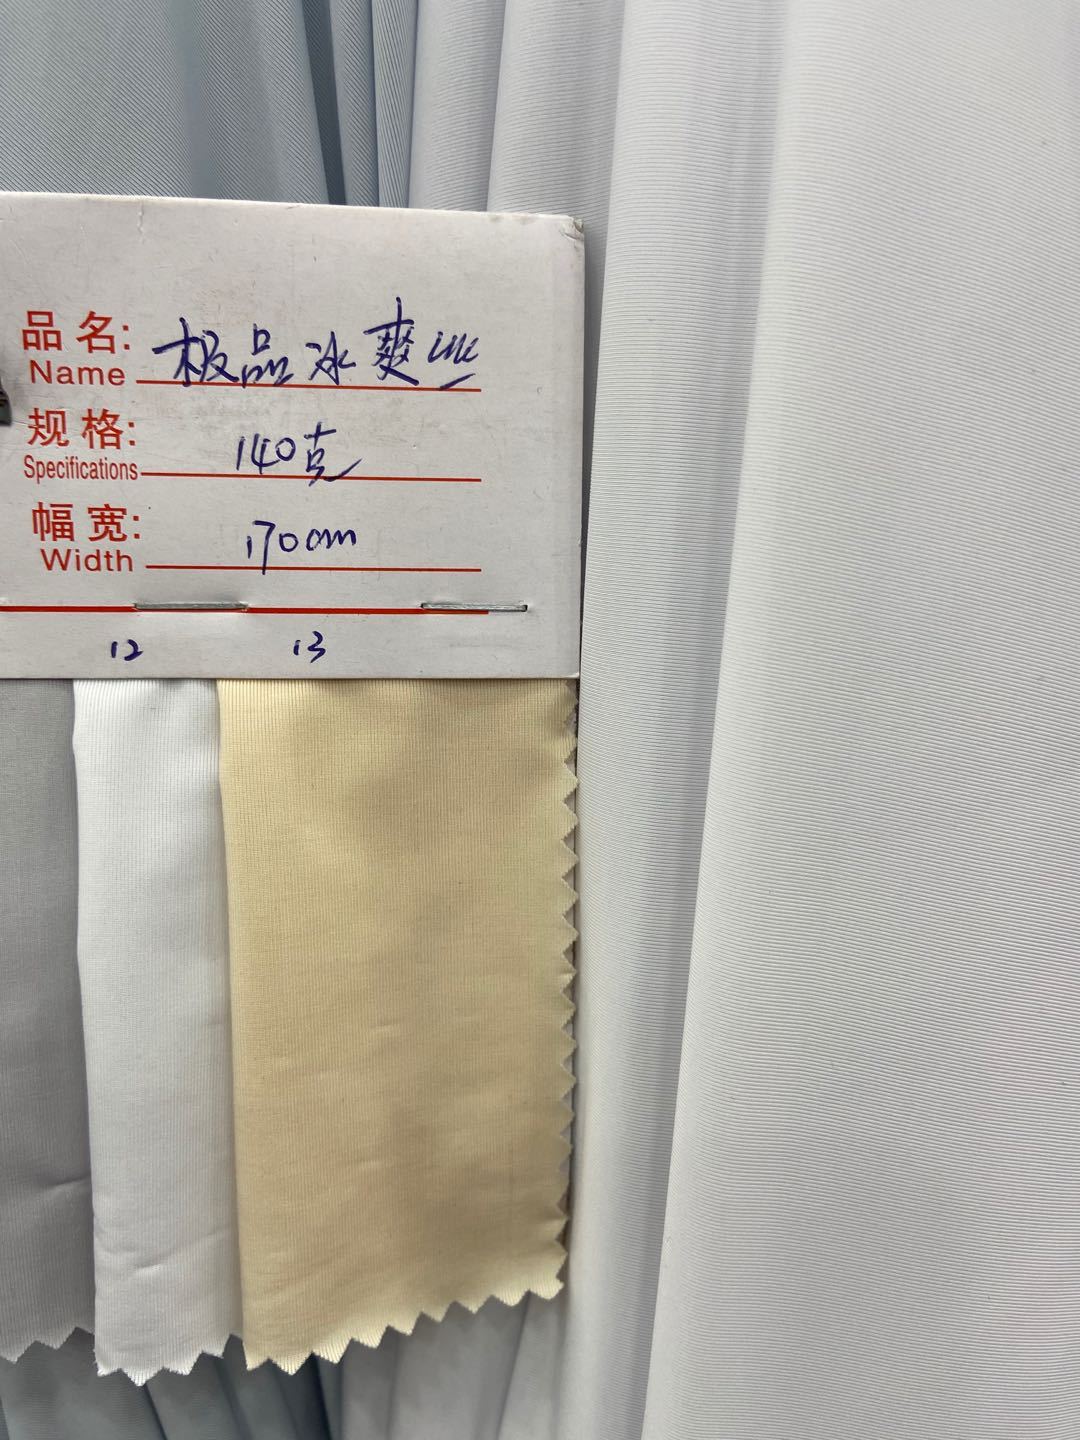 品名: 极品冰爽丝
Name
规格: 140克
Specifications
幅宽: 170cm
Width
12 13